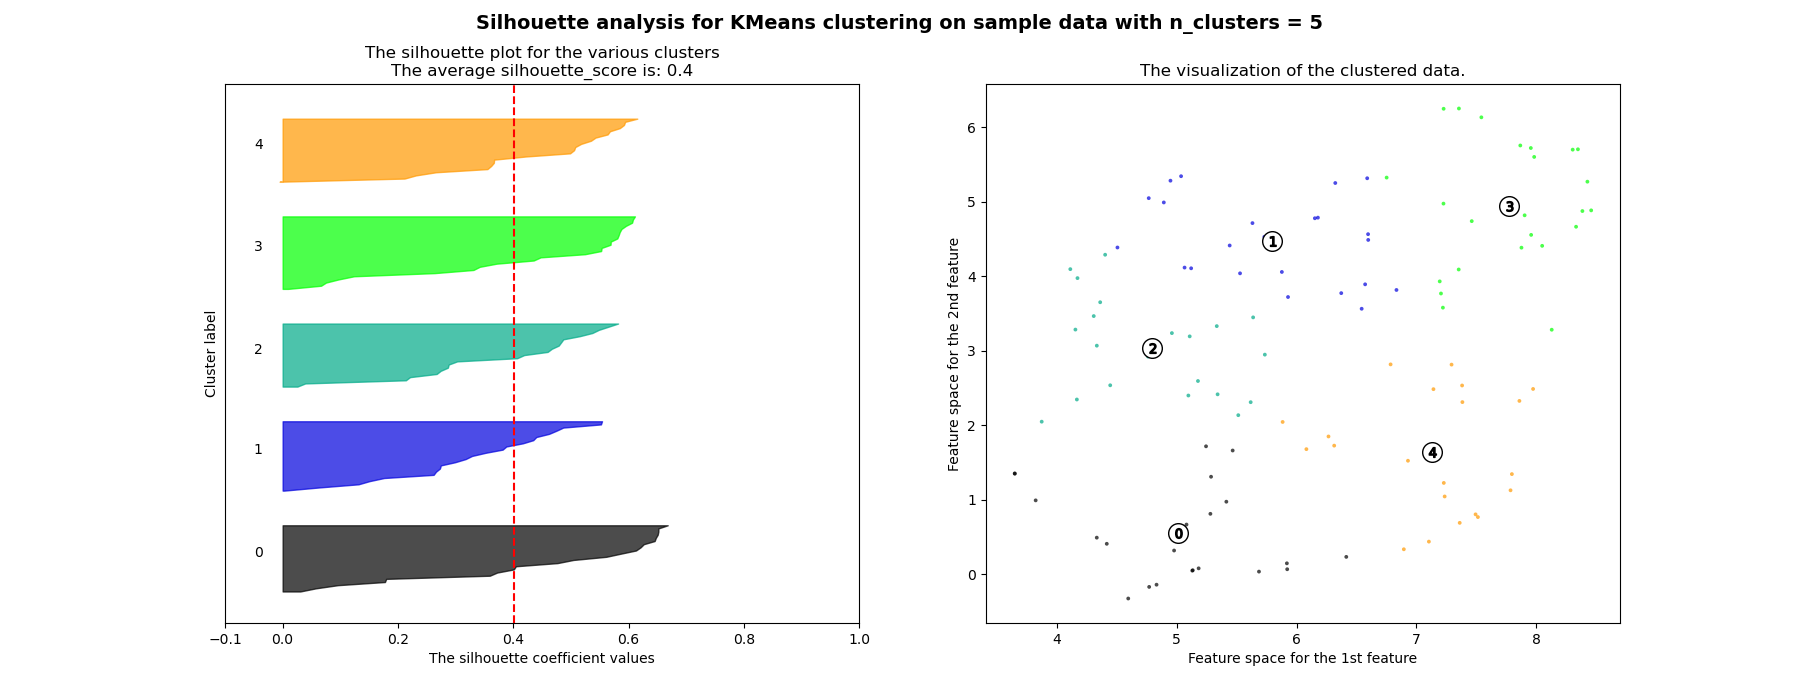 Silhouette analysis for KMeans clustering on sample data with n_clusters = 5
The silhouette plot for the various clusters
The average silhouette_score is: 0.4
4
3
2
1
0
Cluster label
−0.1 0.0 0.2 0.4 0.6 0.8 1.0
The silhouette coefficient values
The visualization of the clustered data.
6
5
4
3
2
1
0
Feature space for the 2nd feature
3
1
2
4
0
4 5 6 7 8
Feature space for the 1st feature